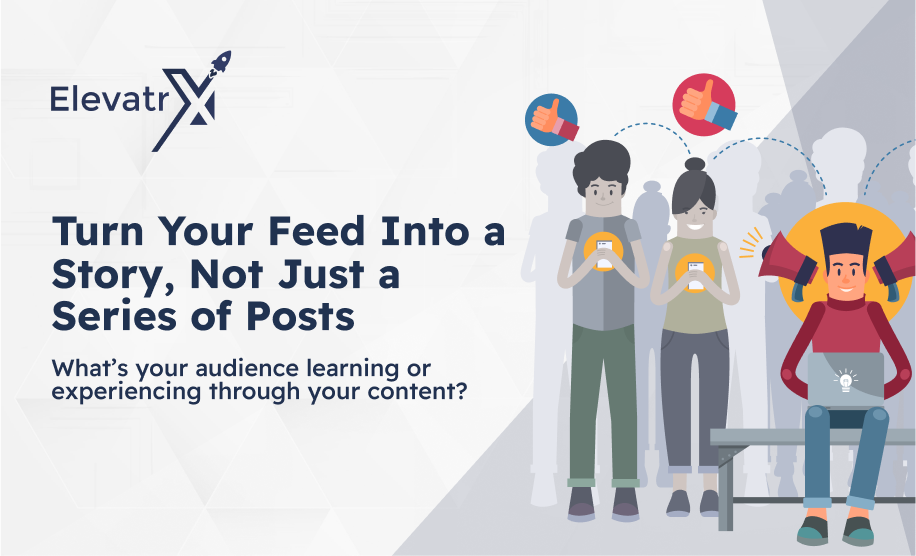 ElevatrX
Turn Your Feed Into a
Story, Not Just a
Series of Posts
What's your audience learning or
experiencing through your content?